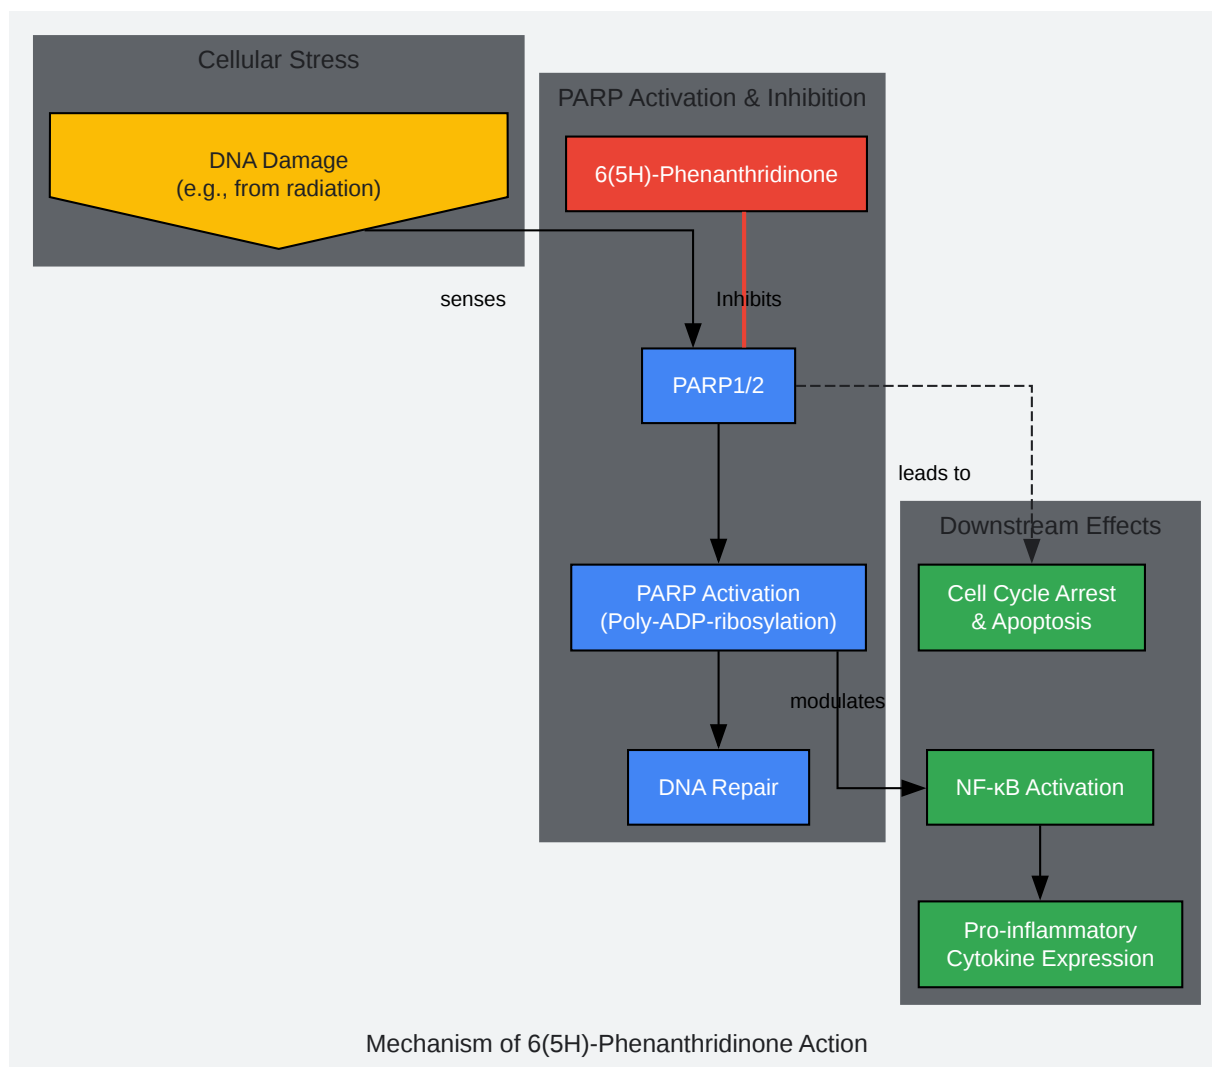 Cellular Stress
DNA Damage
(e.g., from radiation)
senses
PARP Activation & Inhibition
6(5H)-Phenanthridinone
Inhibits
PARP1/2
leads to
PARP Activation
(Poly-ADP-ribosylation)
modulates
DNA Repair
Downstream Effects
Cell Cycle Arrest
& Apoptosis
NF-κB Activation
Pro-inflammatory
Cytokine Expression
Mechanism of 6(5H)-Phenanthridinone Action